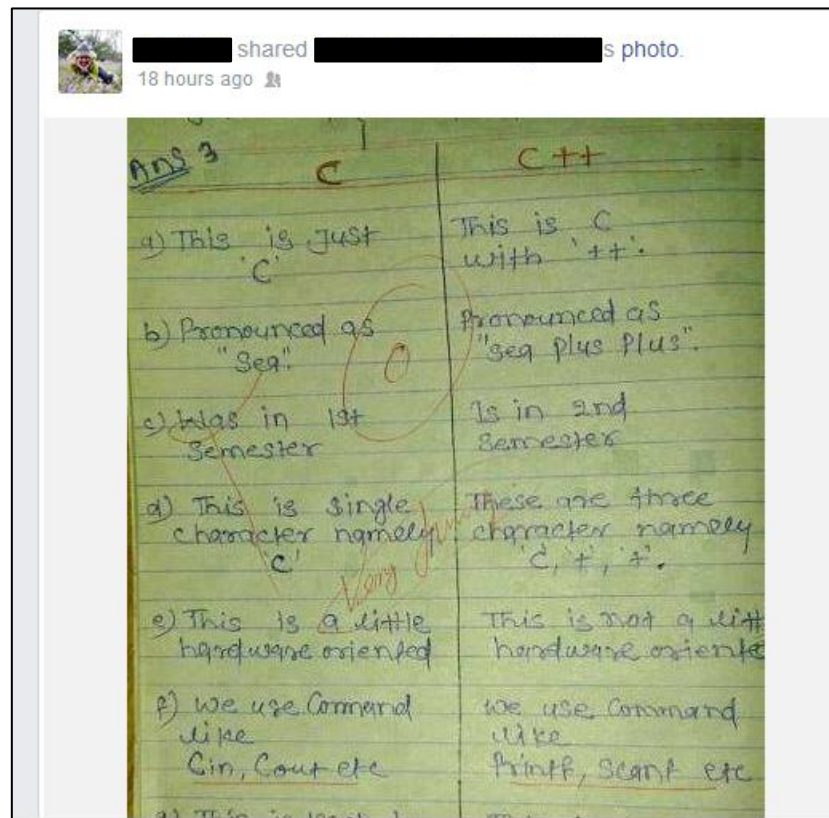 shared s photo.
18 hours ago
Ans 3
C C++
a) This is Just This is C
'C' with '++'.
b) Pronounced as Pronounced as
"Sea". "Sea Plus Plus".
0
c) Was in 1st Is in 2nd
Semester Semester
d) This is single These are three
character namely character namely
'C' 'C', '+', '+'.
Very funny
e) This is a little This is not a litt
hardware oriented hardware oriente
f) We use Command We use Command
like like
Cin, Cout etc Printf, Scanf etc